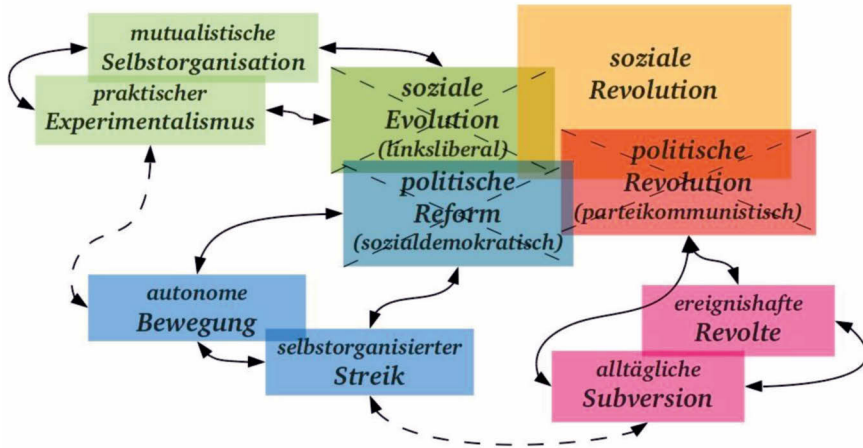 mutualistische
Selbstorganisation
praktischer
Experimentalismus
soziale
Evolution
(linksliberal)
soziale
Revolution
politische
Reform
(sozialdemokratisch)
politische
Revolution
(parteikommunistisch)
autonome
Bewegung
selbstorganisierter
Streik
ereignishafte
Revolte
alltägliche
Subversion